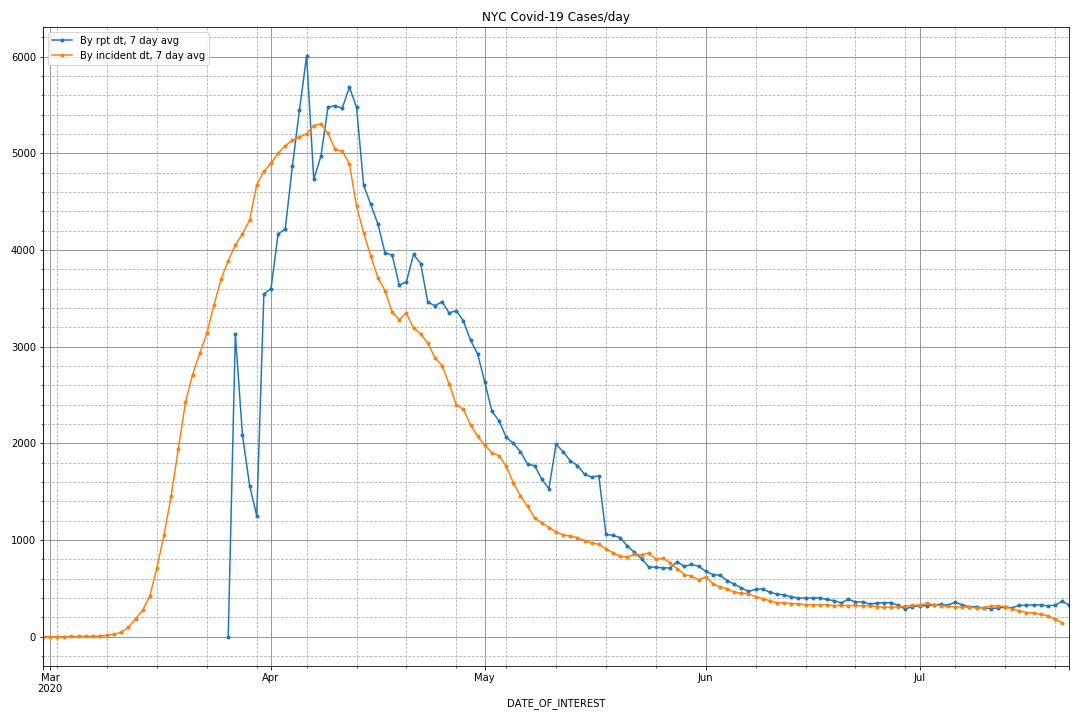 NYC Covid-19 Cases/day
By rpt dt, 7 day avg
By incident dt, 7 day avg
6000
5000
4000
3000
2000
1000
0
Mar Apr May Jun Jul
2020
DATE_OF_INTEREST